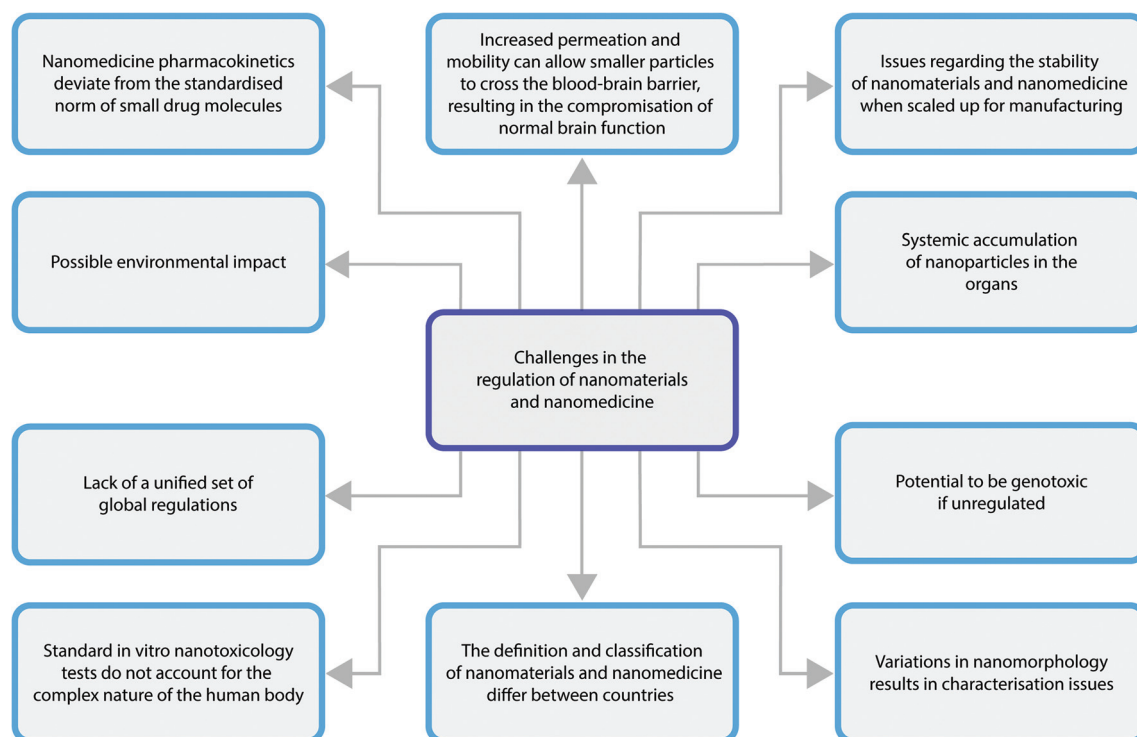 Nanomedicine pharmacokinetics
deviate from the standardised
norm of small drug molecules
Increased permeation and
mobility can allow smaller particles
to cross the blood-brain barrier,
resulting in the compromisation of
normal brain function
Issues regarding the stability
of nanomaterials and nanomedicine
when scaled up for manufacturing
Possible environmental impact
Systemic accumulation
of nanoparticles in the
organs
Challenges in the
regulation of nanomaterials
and nanomedicine
Lack of a unified set of
global regulations
Potential to be genotoxic
if unregulated
Standard in vitro nanotoxicology
tests do not account for the
complex nature of the human body
The definition and classification
of nanomaterials and nanomedicine
differ between countries
Variations in nanomorphology
results in characterisation issues